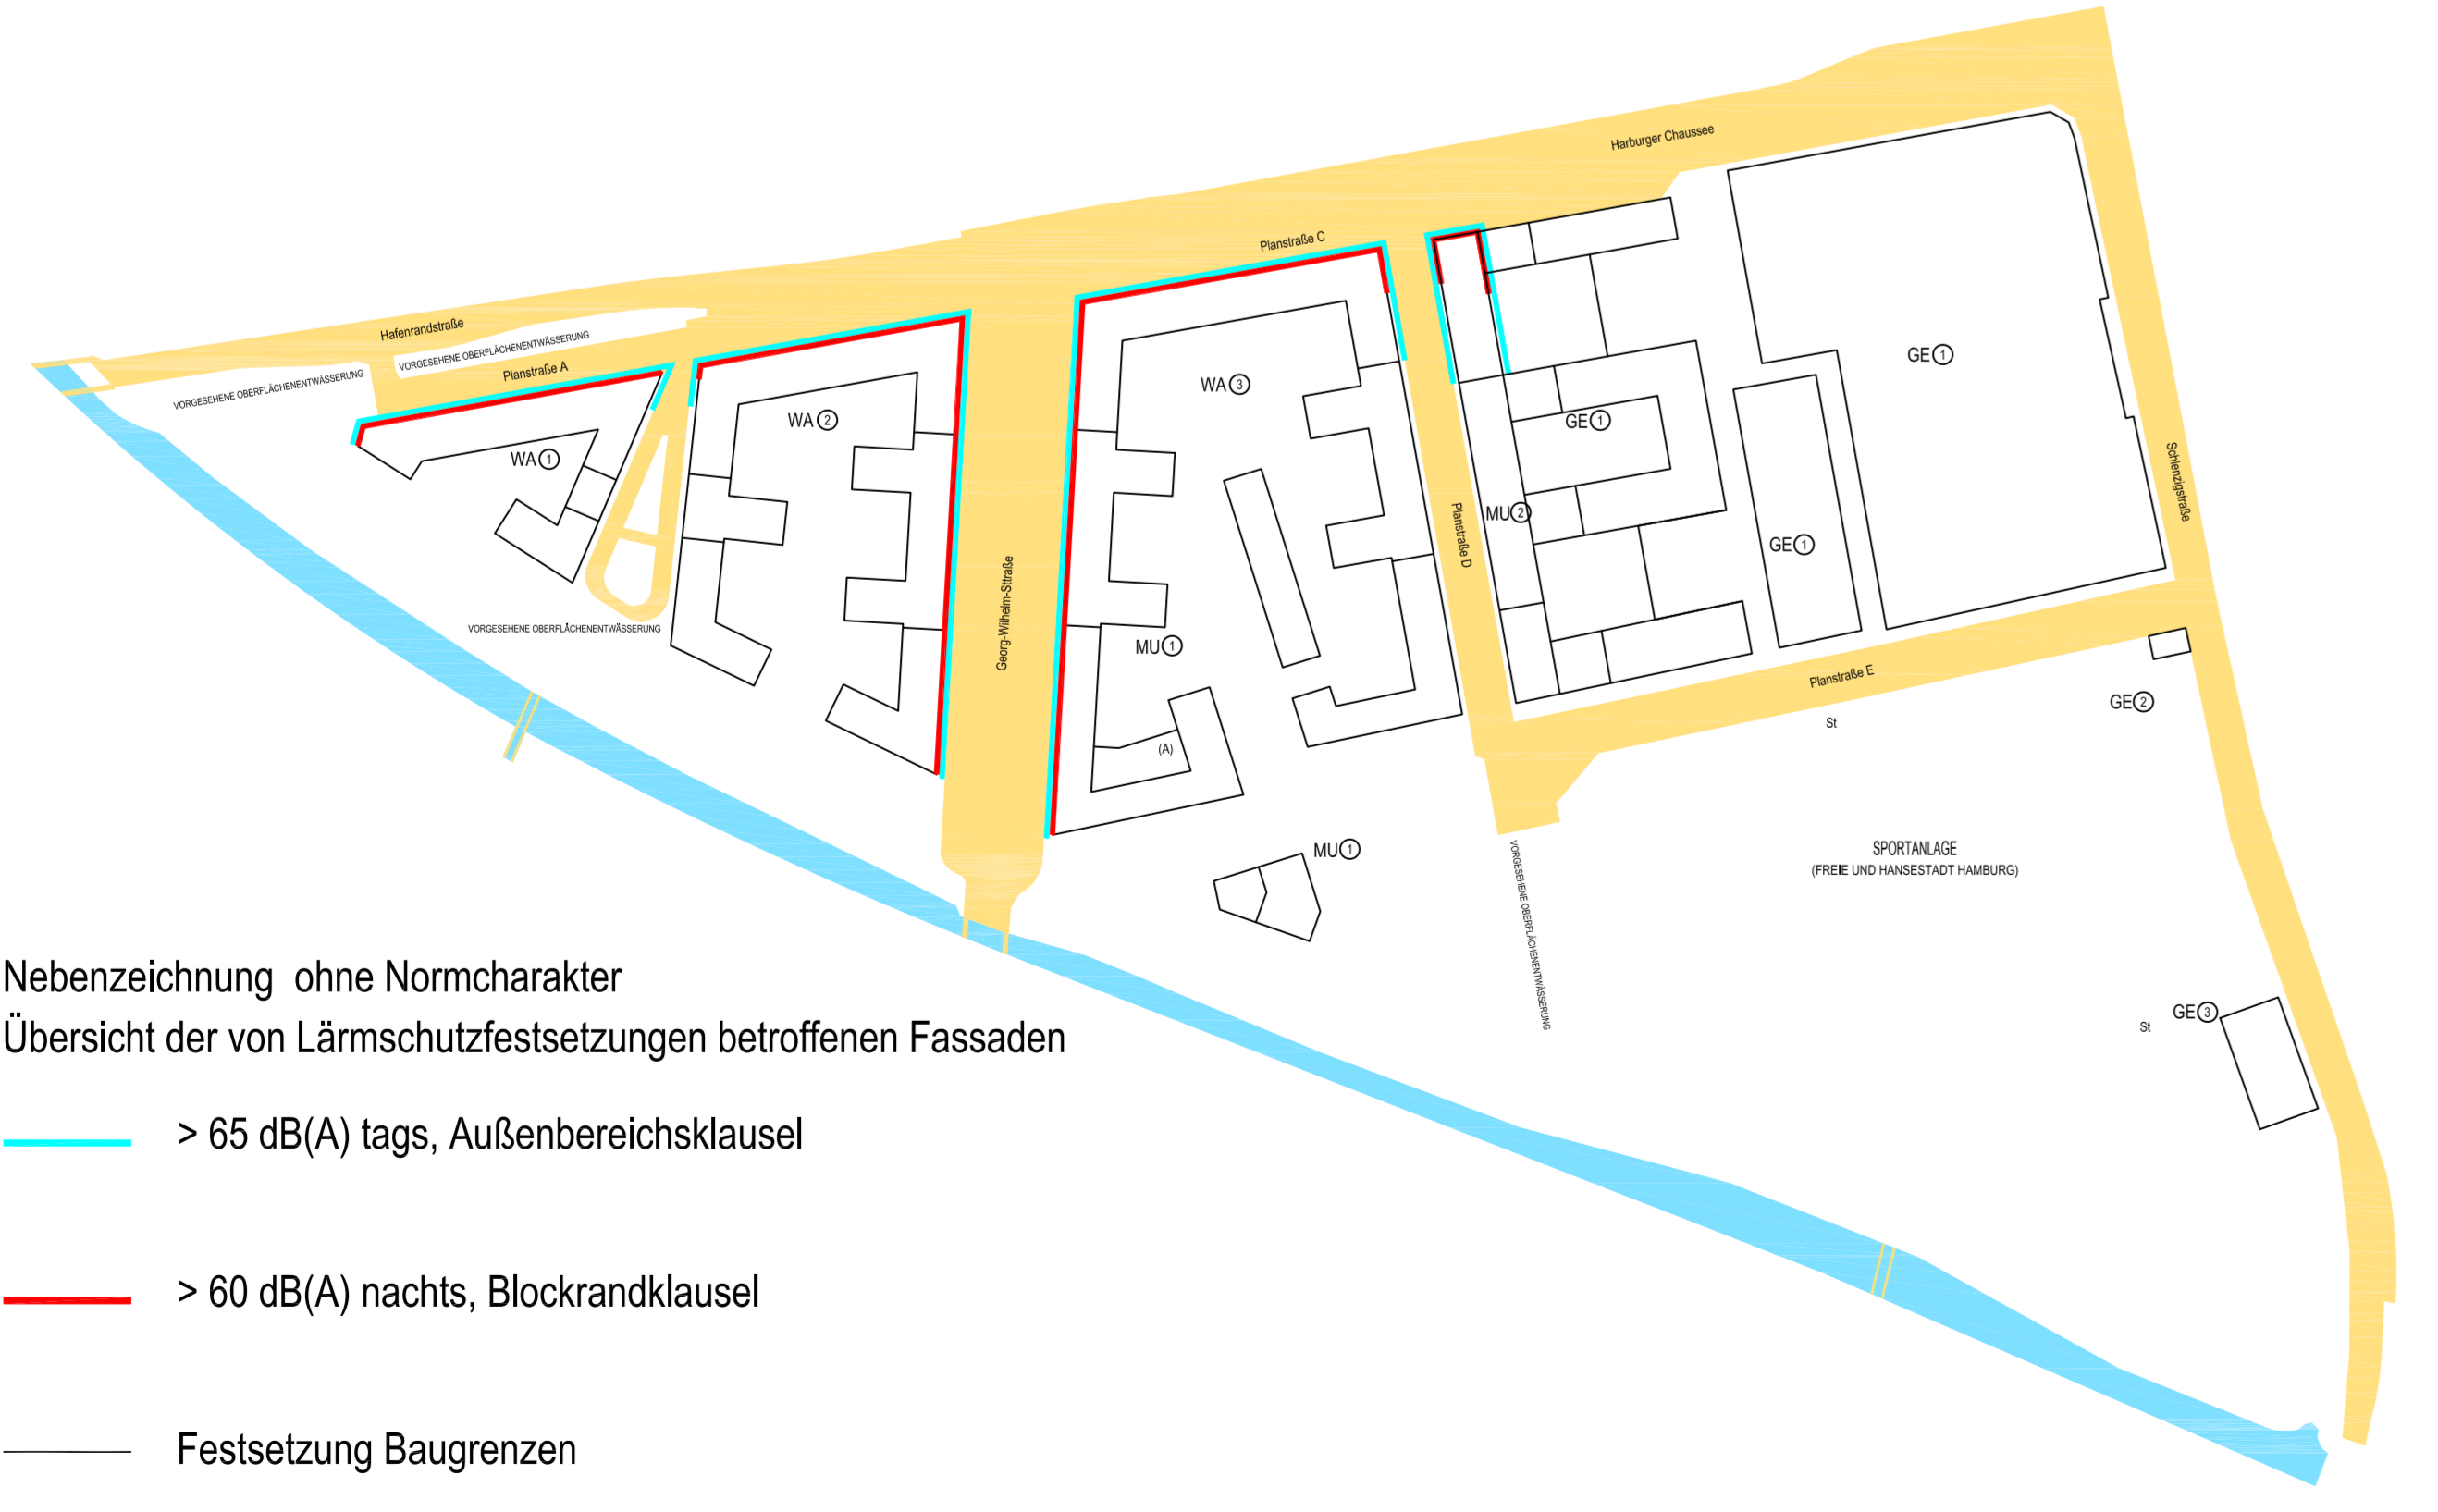 Harburger Chaussee
Planstraße C
Hafenrandstraße
VORGESEHENE OBERFLÄCHENENTWÄSSERUNG
Planstraße A
VORGESEHENE OBERFLÄCHENENTWÄSSERUNG
GE 1
WA 3
WA 2
GE 1
WA 1
Schlenzigstraße
MU 2
Planstraße D
GE 1
Georg-Wilhelm-Sttraße
VORGESEHENE OBERFLÄCHENENTWÄSSERUNG
MU 1
Planstraße E
GE 2
St
(A)
MU 1
SPORTANLAGE
(FREIE UND HANSESTADT HAMBURG)
VORGESEHENE OBERFLÄCHENENTWÄSSERUNG
GE 3
St
Nebenzeichnung ohne Normcharakter
Übersicht der von Lärmschutzfestsetzungen betroffenen Fassaden
> 65 dB(A) tags, Außenbereichsklausel
> 60 dB(A) nachts, Blockrandklausel
Festsetzung Baugrenzen